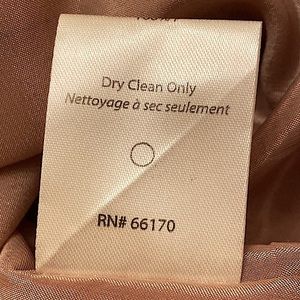 Dry Clean Only
Nettoyage à sec seulement
RN# 66170